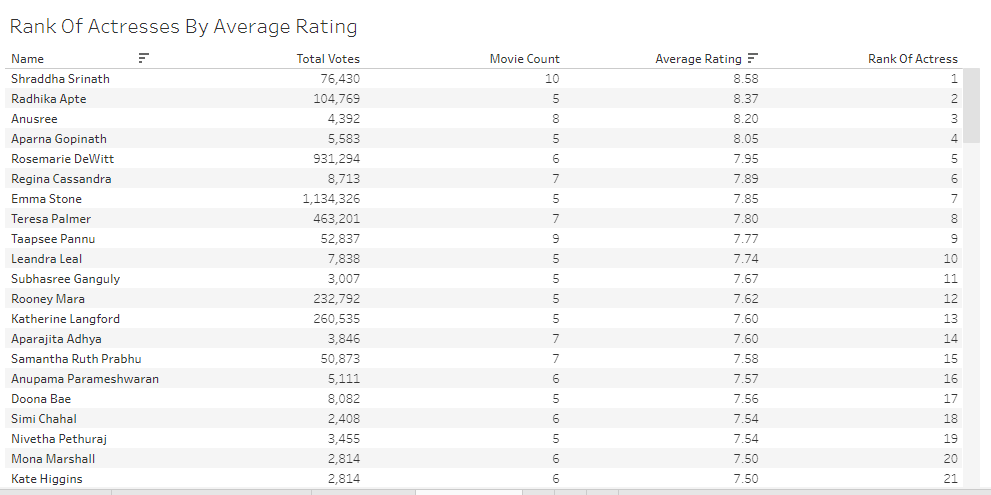 Rank Of Actresses By Average Rating
Name Total Votes Movie Count Average Rating Rank Of Actress
Shraddha Srinath 76,430 10 8.58 1
Radhika Apte 104,769 5 8.37 2
Anusree 4,392 8 8.20 3
Aparna Gopinath 5,583 5 8.05 4
Rosemarie DeWitt 931,294 6 7.95 5
Regina Cassandra 8,713 7 7.89 6
Emma Stone 1,134,326 5 7.85 7
Teresa Palmer 463,201 7 7.80 8
Taapsee Pannu 52,837 9 7.77 9
Leandra Leal 7,838 5 7.74 10
Subhasree Ganguly 3,007 5 7.67 11
Rooney Mara 232,792 5 7.62 12
Katherine Langford 260,535 5 7.60 13
Aparajita Adhya 3,846 7 7.60 14
Samantha Ruth Prabhu 50,873 7 7.58 15
Anupama Parameshwaran 5,111 6 7.57 16
Doona Bae 8,082 5 7.56 17
Simi Chahal 2,408 6 7.54 18
Nivetha Pethuraj 3,455 5 7.54 19
Mona Marshall 2,814 6 7.50 20
Kate Higgins 2,814 6 7.50 21